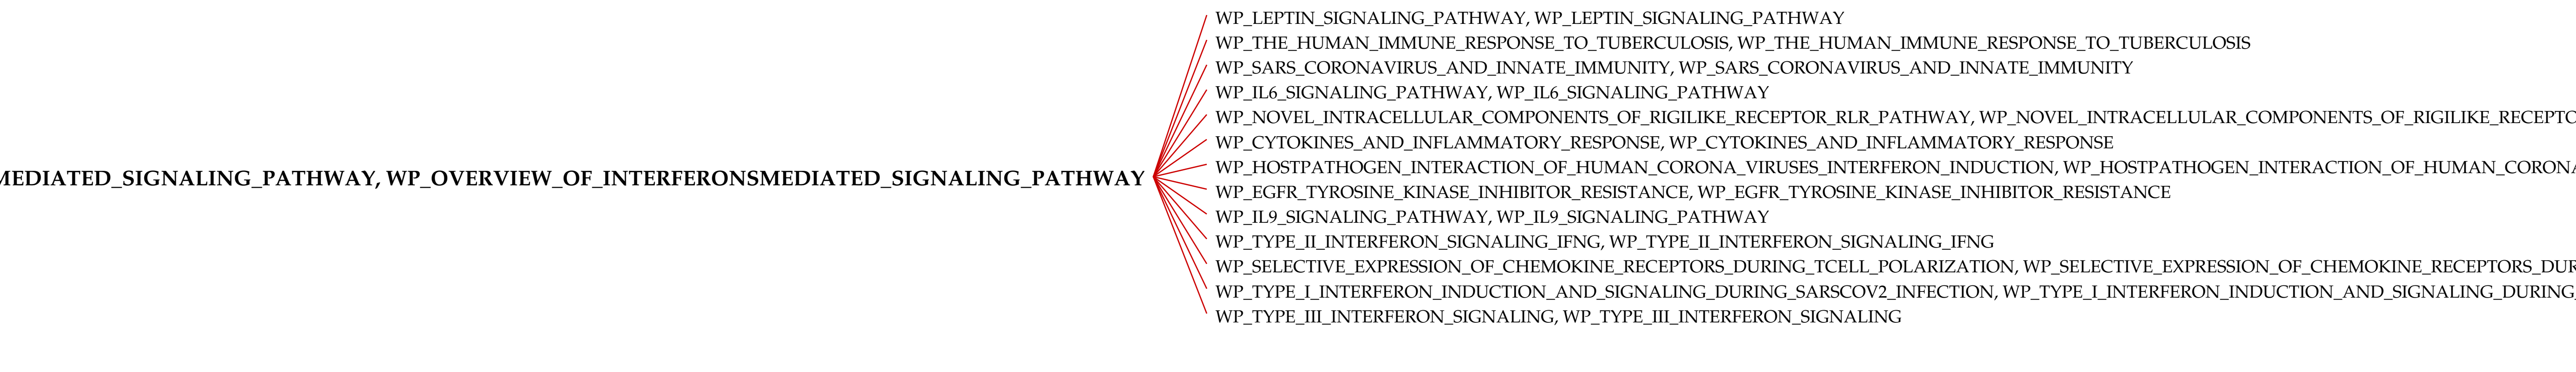 WP_LEPTIN_SIGNALING_PATHWAY, WP_LEPTIN_SIGNALING_PATHWAY
WP_THE_HUMAN_IMMUNE_RESPONSE_TO_TUBERCULOSIS, WP_THE_HUMAN_IMMUNE_RESPONSE_TO_TUBERCULOSIS
WP_SARS_CORONAVIRUS_AND_INNATE_IMMUNITY, WP_SARS_CORONAVIRUS_AND_INNATE_IMMUNITY
WP_IL6_SIGNALING_PATHWAY, WP_IL6_SIGNALING_PATHWAY
WP_NOVEL_INTRACELLULAR_COMPONENTS_OF_RIGILIKE_RECEPTOR_RLR_PATHWAY, WP_NOVEL_INTRACELLULAR_COMPONENTS_OF_RIGILIKE_RECEPTO
WP_CYTOKINES_AND_INFLAMMATORY_RESPONSE, WP_CYTOKINES_AND_INFLAMMATORY_RESPONSE
WP_HOSTPATHOGEN_INTERACTION_OF_HUMAN_CORONA_VIRUSES_INTERFERON_INDUCTION, WP_HOSTPATHOGEN_INTERACTION_OF_HUMAN_CORONA
MEDIATED_SIGNALING_PATHWAY, WP_OVERVIEW_OF_INTERFERONSMEDIATED_SIGNALING_PATHWAY
WP_EGFR_TYROSINE_KINASE_INHIBITOR_RESISTANCE, WP_EGFR_TYROSINE_KINASE_INHIBITOR_RESISTANCE
WP_IL9_SIGNALING_PATHWAY, WP_IL9_SIGNALING_PATHWAY
WP_TYPE_II_INTERFERON_SIGNALING_IFNG, WP_TYPE_II_INTERFERON_SIGNALING_IFNG
WP_SELECTIVE_EXPRESSION_OF_CHEMOKINE_RECEPTORS_DURING_TCELL_POLARIZATION, WP_SELECTIVE_EXPRESSION_OF_CHEMOKINE_RECEPTORS_DUR
WP_TYPE_I_INTERFERON_INDUCTION_AND_SIGNALING_DURING_SARSCOV2_INFECTION, WP_TYPE_I_INTERFERON_INDUCTION_AND_SIGNALING_DURING_
WP_TYPE_III_INTERFERON_SIGNALING, WP_TYPE_III_INTERFERON_SIGNALING